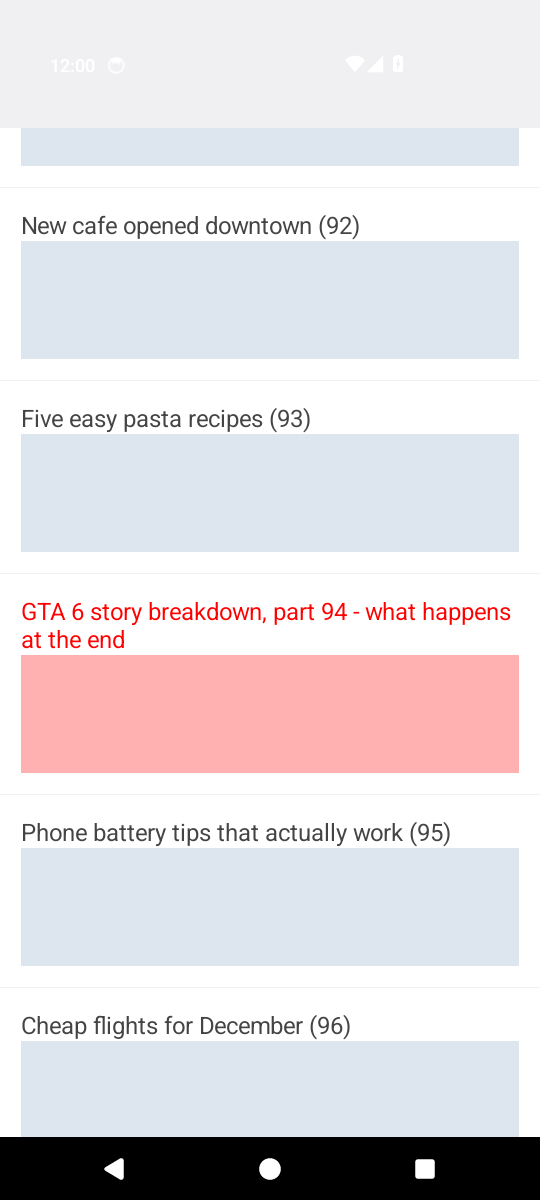 12:00
New cafe opened downtown (92)
Five easy pasta recipes (93)
GTA 6 story breakdown, part 94 - what happens
at the end
Phone battery tips that actually work (95)
Cheap flights for December (96)